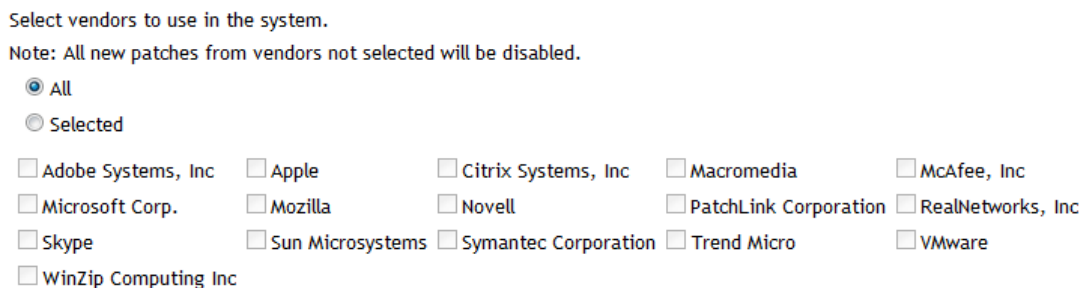 Select vendors to use in the system.
Note: All new patches from vendors not selected will be disabled.
All
Selected
Adobe Systems, Inc Apple Citrix Systems, Inc Macromedia McAfee, Inc
Microsoft Corp. Mozilla Novell PatchLink Corporation RealNetworks, Inc
Skype Sun Microsystems Symantec Corporation Trend Micro VMware
WinZip Computing Inc